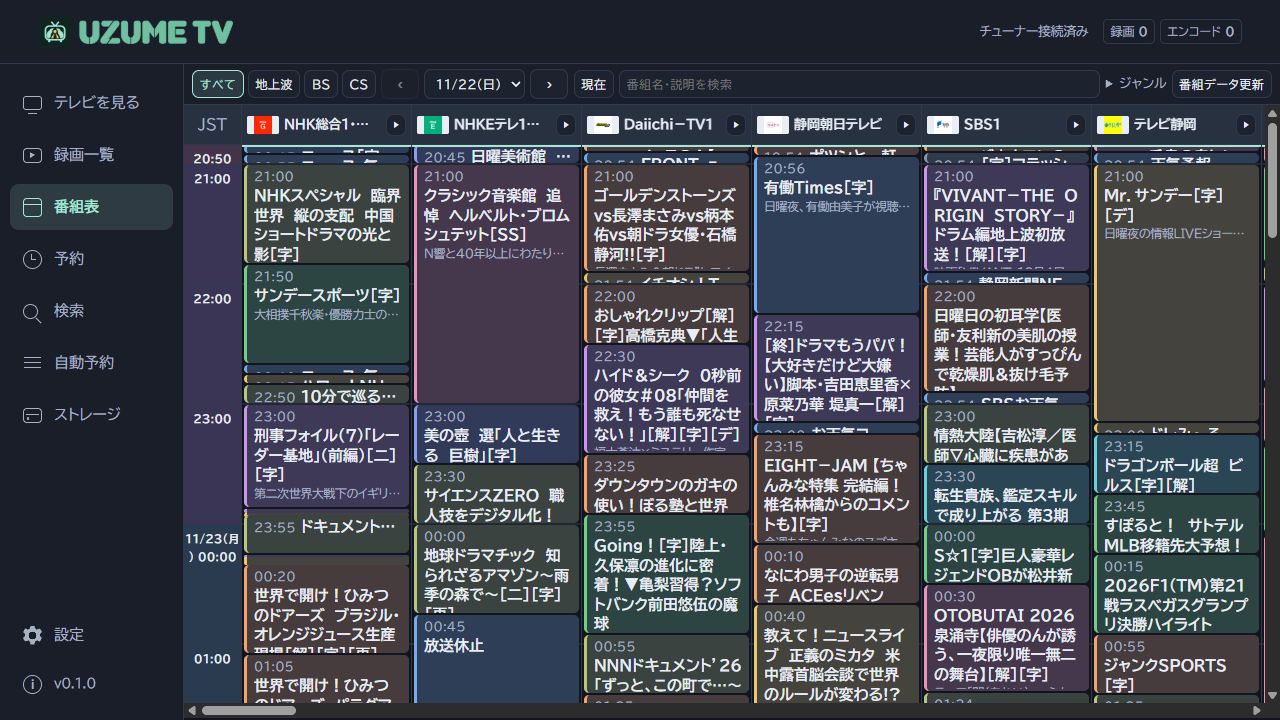 UZUME TV
チューナー接続済み
録画 0
エンコード 0
テレビを見る
録画一覧
番組表
予約
検索
自動予約
ストレージ
設定
v0.1.0
すべて
地上波
BS
CS
11/22(日)
現在
番組名・説明を検索
ジャンル
番組データ更新
JST
NHK総合1・…
NHKEテレ1…
Daiichi−TV1
静岡朝日テレビ
SBS1
テレビ静岡
20:50
21:00
22:00
23:00
11/23(月
) 00:00
01:00
21:00
NHKスペシャル 臨界
世界 縦の支配 中国
ショートドラマの光と
影[字]
21:50
サンデースポーツ[字]
大相撲千秋楽・優勝力士の…
22:50 10分で巡る…
23:00
刑事フォイル(7)「レー
ダー基地」(前編)[二]
[字]
第二次世界大戦下のイギリ…
23:55 ドキュメント…
00:20
世界で開け!ひみつ
のドアーズ ブラジル・
オレンジジュース生産
01:05
世界で開け!ひみつ
20:45 日曜美術館 …
21:00
クラシック音楽館 追
悼 ヘルベルト・ブロム
シュテット[SS]
N響と40年以上にわたり…
23:00
美の壺 選「人と生き
る 巨樹」[字]
23:30
サイエンスZERO 職
人技をデジタル化!
00:00
地球ドラマチック 知
られざるアマゾン〜雨
季の森で〜[二][字]
00:45
放送休止
21:00
ゴールデンストーンズ
vs長澤まさみvs柄本
佑vs朝ドラ女優・石橋
静河!![字]
22:00
おしゃれクリップ[解]
[字]高橋克典▼「人生
22:30
ハイド&シーク 0秒前
の彼女#08「仲間を
救え!もう誰も死なせ
ない!」[解][字][デ]
23:25
ダウンタウンのガキの
使い!ぼる塾と世界
23:55
Going![字]陸上・
久保凛の進化に密
着!▼亀梨習得?ソフ
トバンク前田悠伍の魔
球
00:55
NNNドキュメント’26
「ずっと、この町で…〜
20:56
有働Times[字]
日曜夜、有働由美子が視聴…
22:15
[終]ドラマもうパパ!
【大好きだけど大嫌
い】脚本・吉田恵里香×
原菜乃華 堤真一[解]
23:15
EIGHT−JAM【ちゃ
んみな特集 完結編!
椎名林檎からのコメン
トも】[字]
00:10
なにわ男子の逆転男
子 ACEesリベン
00:40
教えて!ニュースライ
ブ 正義のミカタ 米
中露首脳会談で世界
のルールが変わる!?
21:00
『VIVANT−THE O
RIGIN STORY−』
ドラム編地上波初放
送![解][字]
22:00
日曜日の初耳学【医
師・友利新の美肌の授
業!芸能人がすっぴん
で乾燥肌&抜け毛予
23:00
情熱大陸【吉松淳/医
師▽心臓に疾患があ
23:30
転生貴族、鑑定スキル
で成り上がる 第3期
00:00
S☆1[字]巨人豪華レ
ジェンドOBが松井新
00:30
OTOBUTAI 2026
泉涌寺【俳優のんが誘
う、一夜限り唯一無二
の舞台】[解][字]
21:00
Mr.サンデー[字]
[デ]
日曜夜の情報LIVEショー…
ドラゴンボール超 ビ
ルス[字][解]
23:45
すぽると! サトテル
MLB移籍先大予想!
00:15
2026F1(TM)第21
戦ラスベガスグランプ
リ決勝ハイライト
00:55
ジャンクSPORTS
[字]